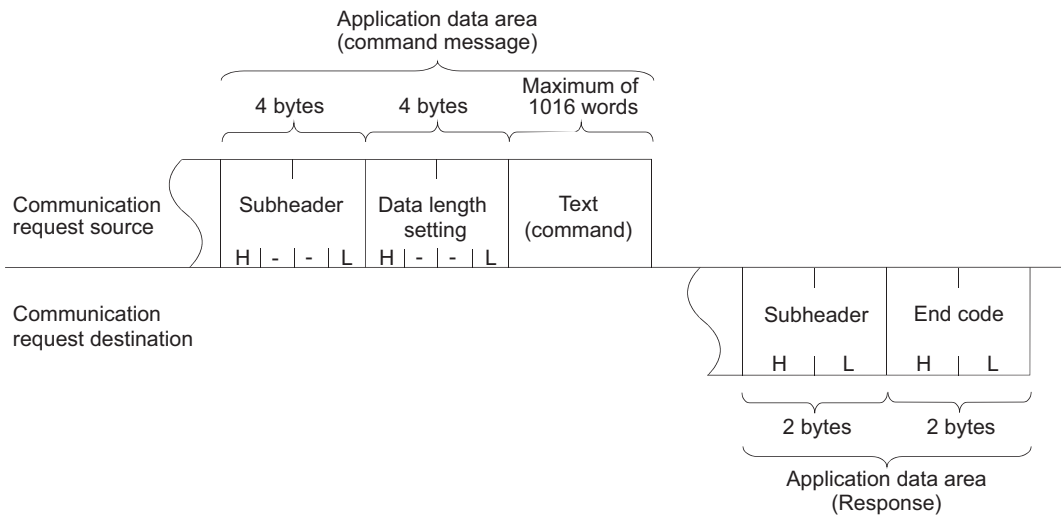 Application data area
(command message)
4 bytes
4 bytes
Maximum of
1016 words
Communication
request source
Subheader
Data length
setting
Text
(command)
H - - L
H - - L
Communication
request destination
Subheader
End code
H L
H L
2 bytes
2 bytes
Application data area
(Response)